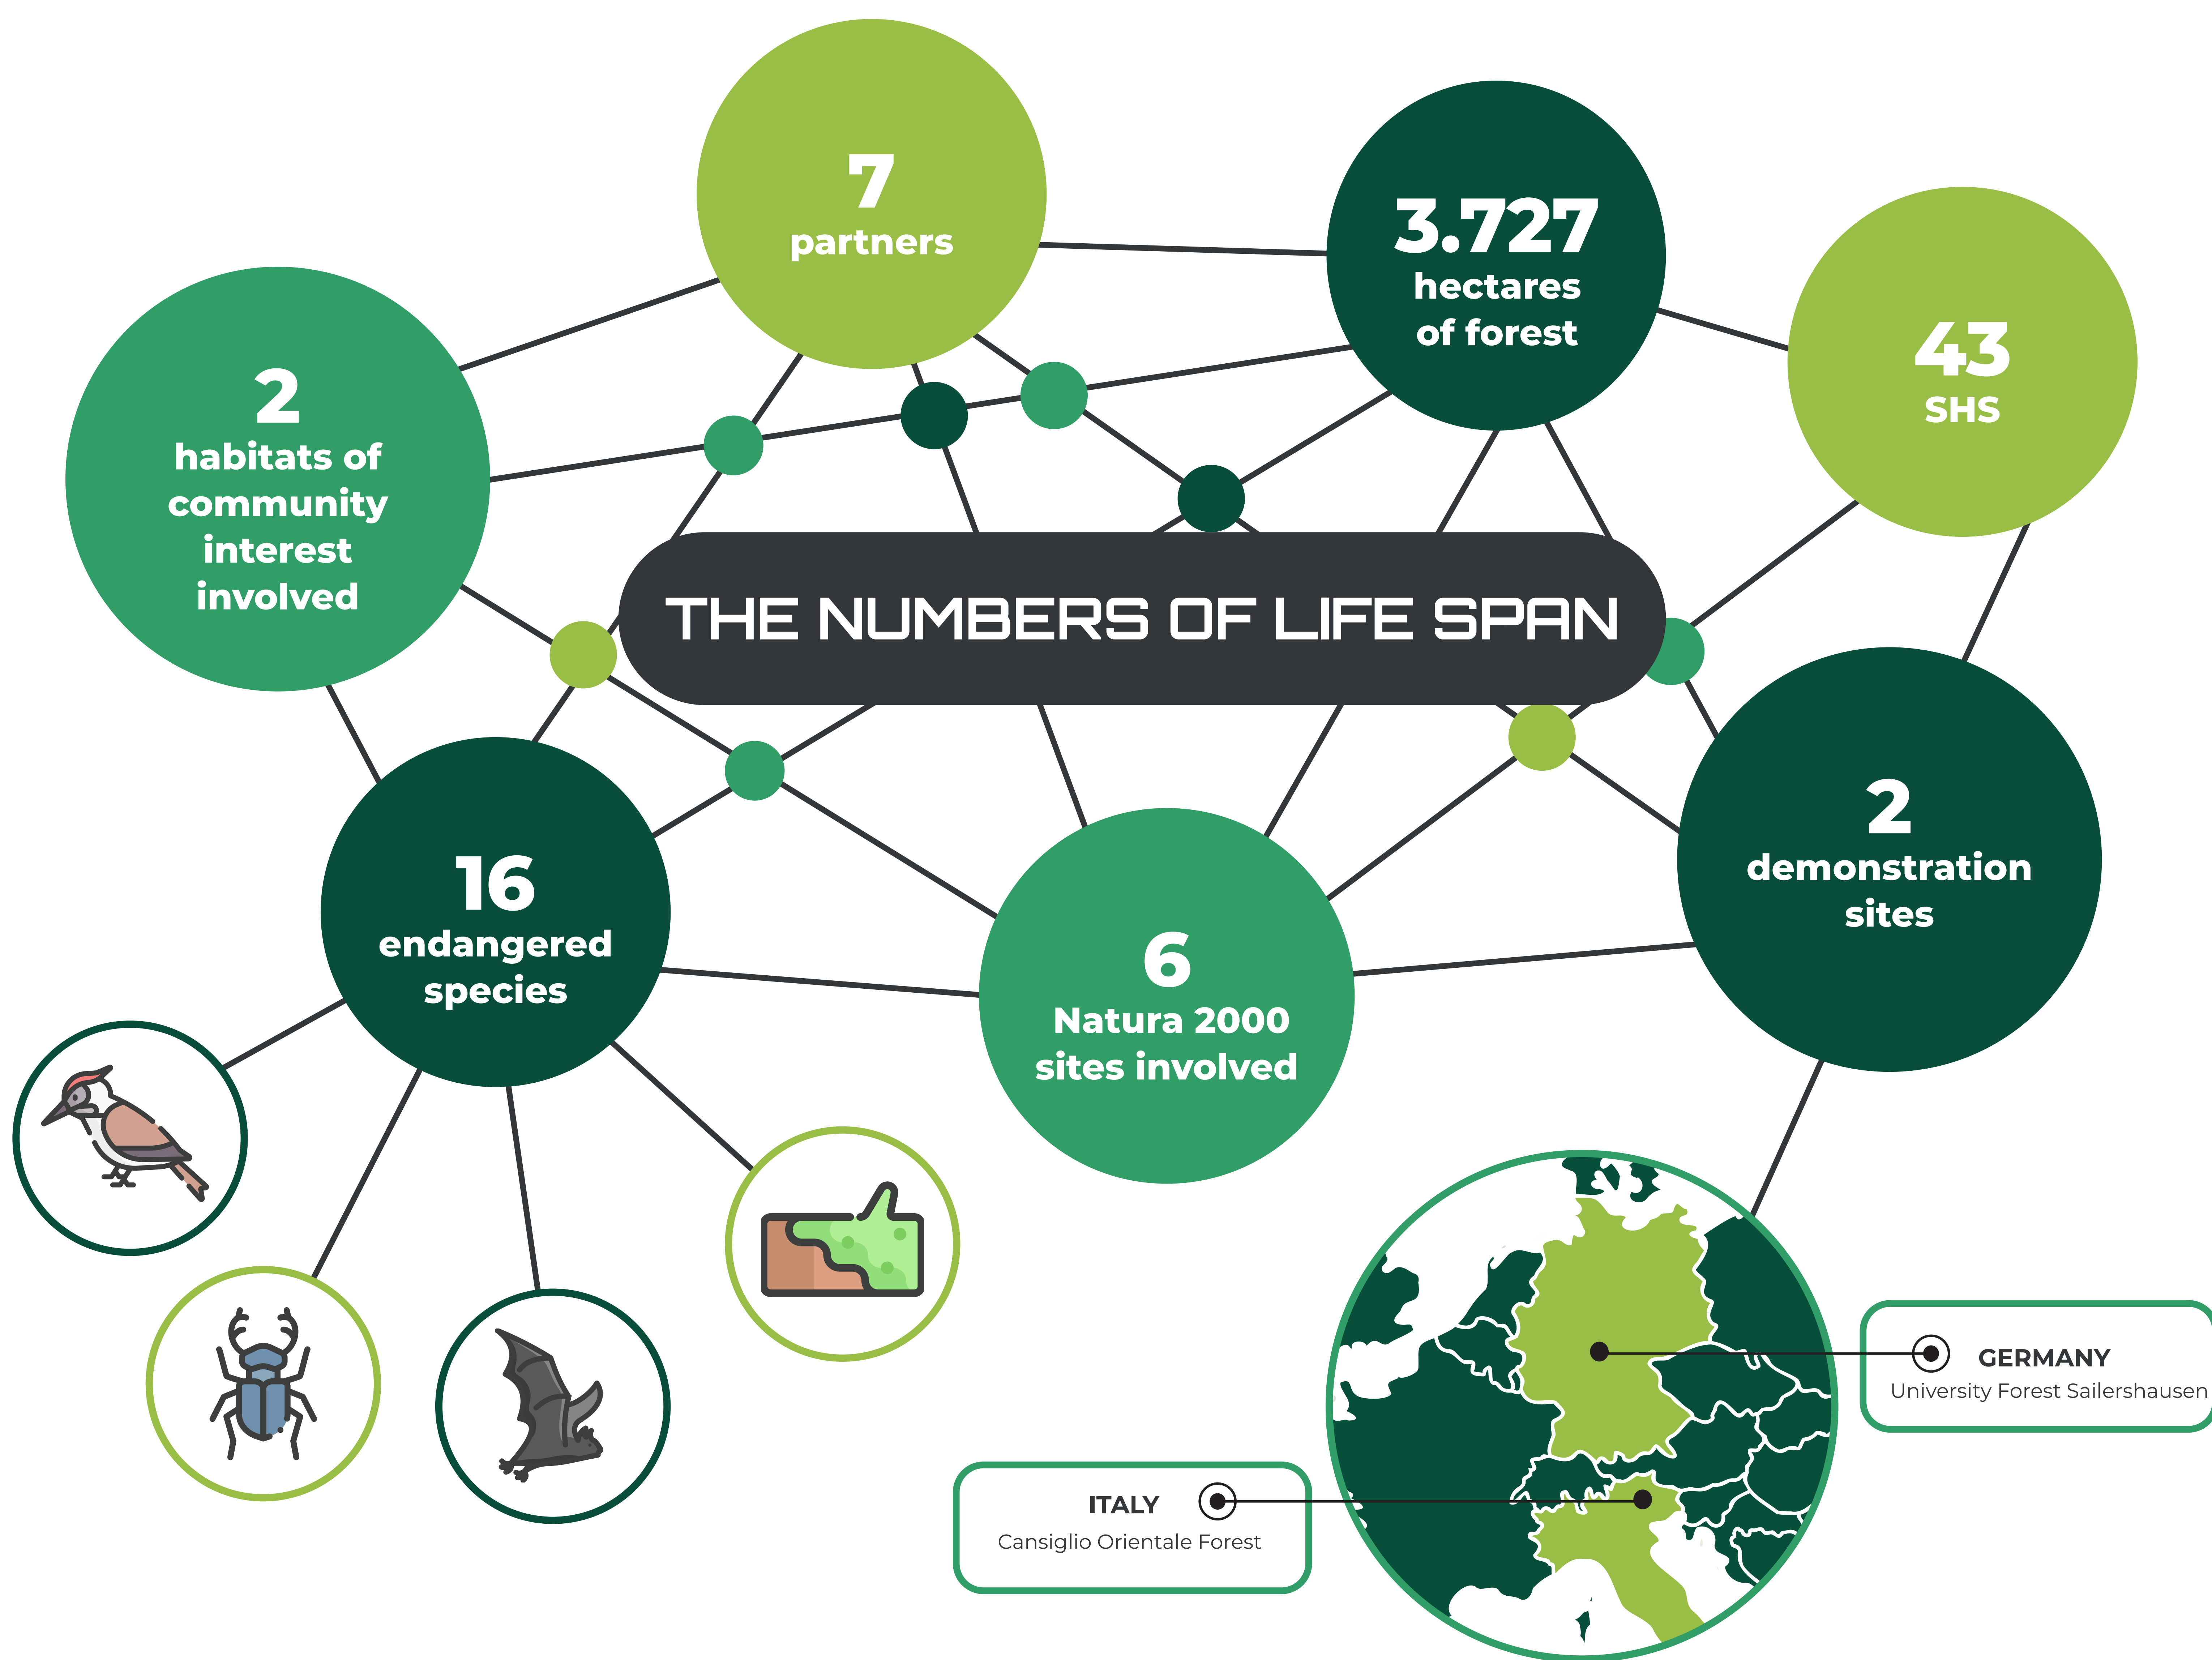 7
partners
3.727
hectares
of forest
43
SHS
2
habitats of
community
interest
involved
THE NUMBERS OF LIFE SPAN
16
endangered
species
6
Natura 2000
sites involved
2
demonstration
sites
GERMANY
University Forest Sailershausen
ITALY
Cansiglio Orientale Forest